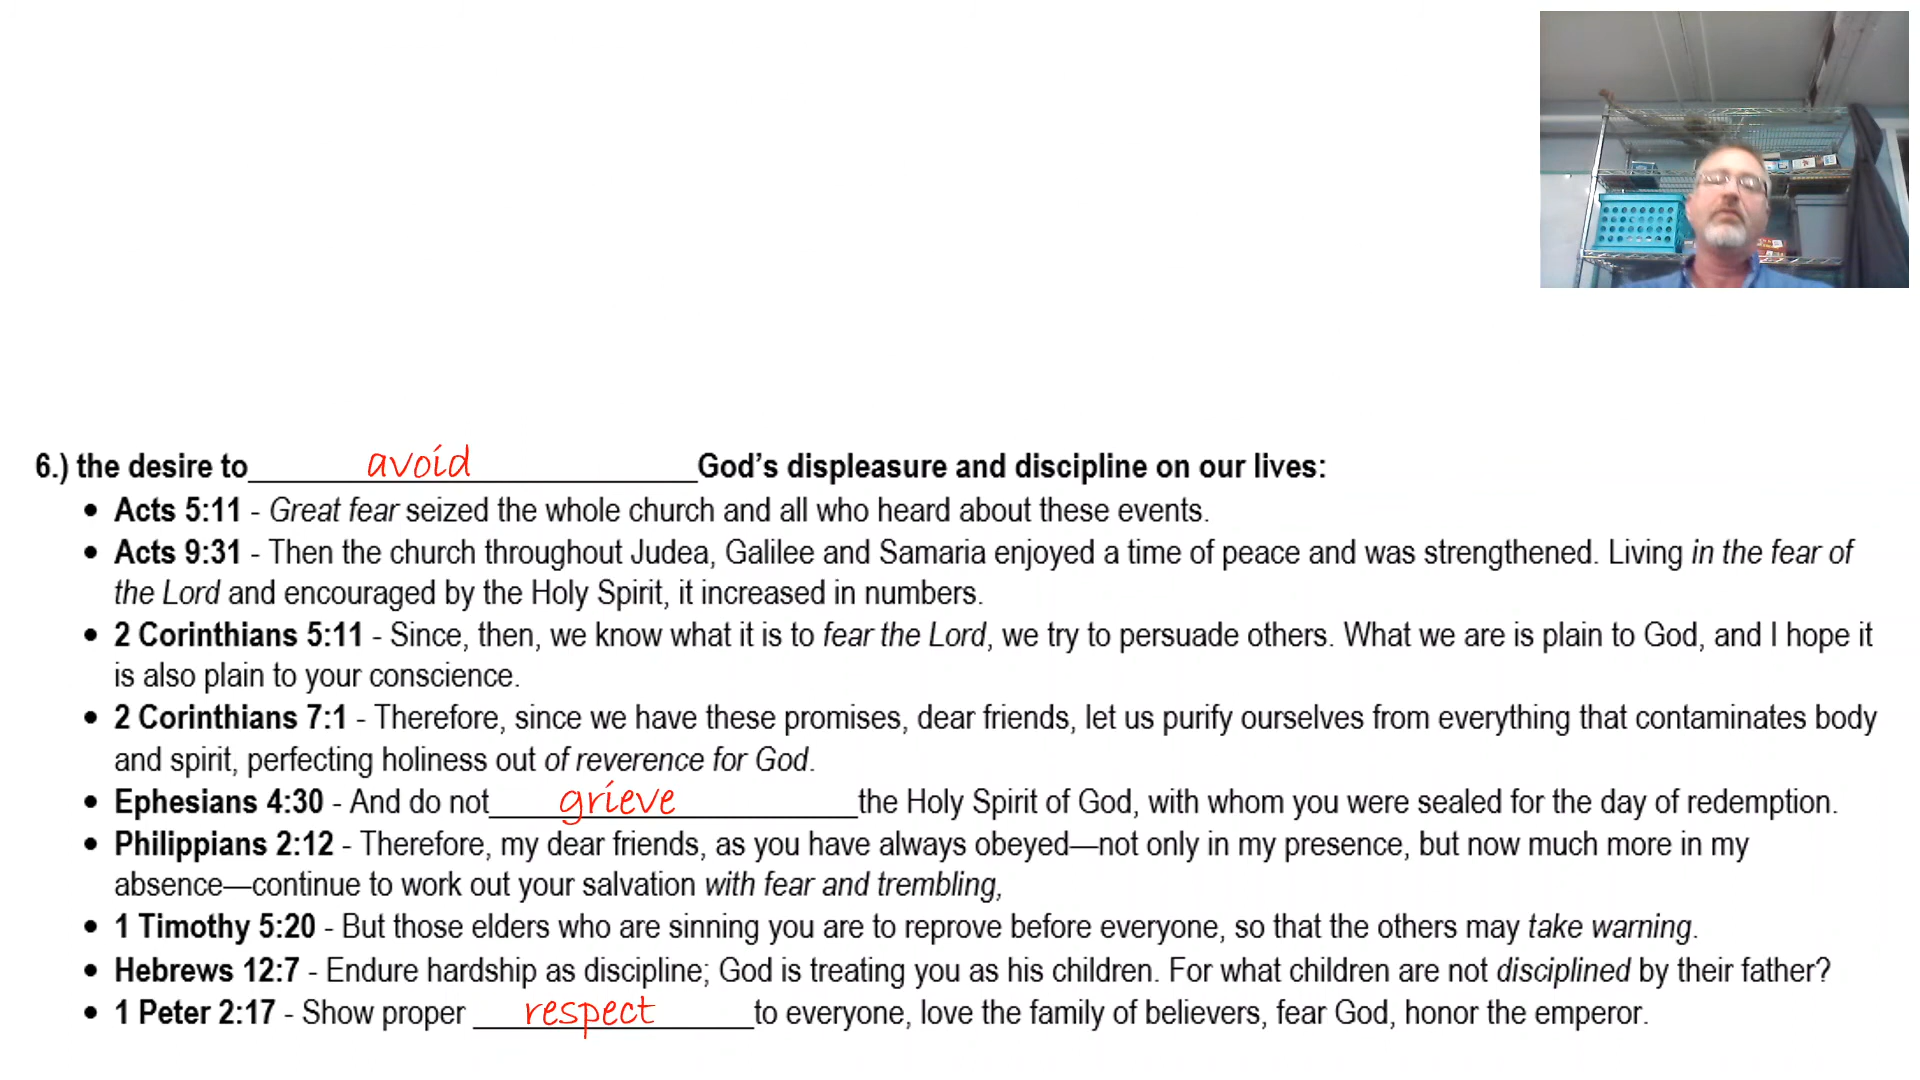 6.) the desire to avoid God's displeasure and discipline on our lives:
• Acts 5:11 - Great fear seized the whole church and all who heard about these events.
• Acts 9:31 - Then the church throughout Judea, Galilee and Samaria enjoyed a time of peace and was strengthened. Living in the fear of
the Lord and encouraged by the Holy Spirit, it increased in numbers.
• 2 Corinthians 5:11 - Since, then, we know what it is to fear the Lord, we try to persuade others. What we are is plain to God, and I hope it
is also plain to your conscience.
• 2 Corinthians 7:1 - Therefore, since we have these promises, dear friends, let us purify ourselves from everything that contaminates body
and spirit, perfecting holiness out of reverence for God.
• Ephesians 4:30 - And do not grieve the Holy Spirit of God, with whom you were sealed for the day of redemption.
• Philippians 2:12 - Therefore, my dear friends, as you have always obeyed—not only in my presence, but now much more in my
absence—continue to work out your salvation with fear and trembling,
• 1 Timothy 5:20 - But those elders who are sinning you are to reprove before everyone, so that the others may take warning.
• Hebrews 12:7 - Endure hardship as discipline; God is treating you as his children. For what children are not disciplined by their father?
• 1 Peter 2:17 - Show proper respect to everyone, love the family of believers, fear God, honor the emperor.